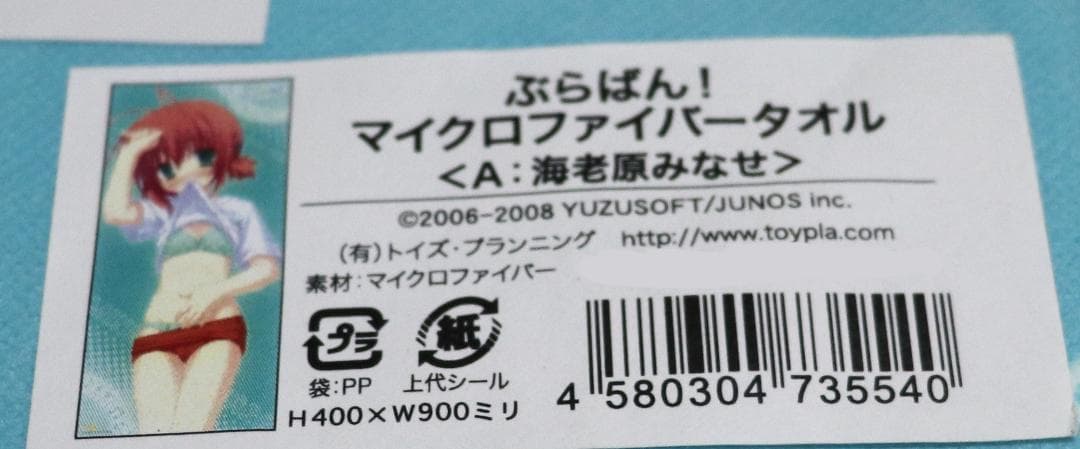 ぶらばん!
マイクロファイバータオル
<A:海老原みなせ>
©2006-2008 YUZUSOFT/JUNOS inc.
(有)トイズ・プランニング http://www.toypla.com
素材:マイクロファイバー
プラ 紙
袋:PP 上代シール
H400×W900ミリ
4 580304 735540